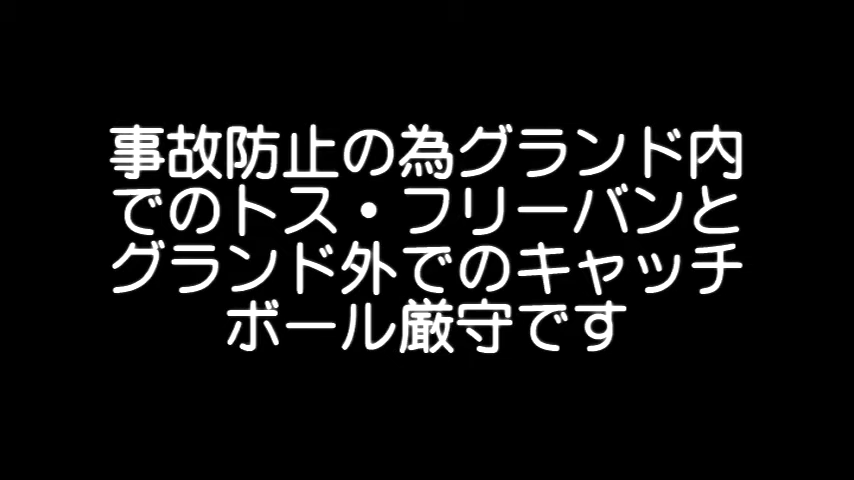 事故防止の為グランド内
でのトス・フリーバンと
グランド外でのキャッチ
ボール厳守です